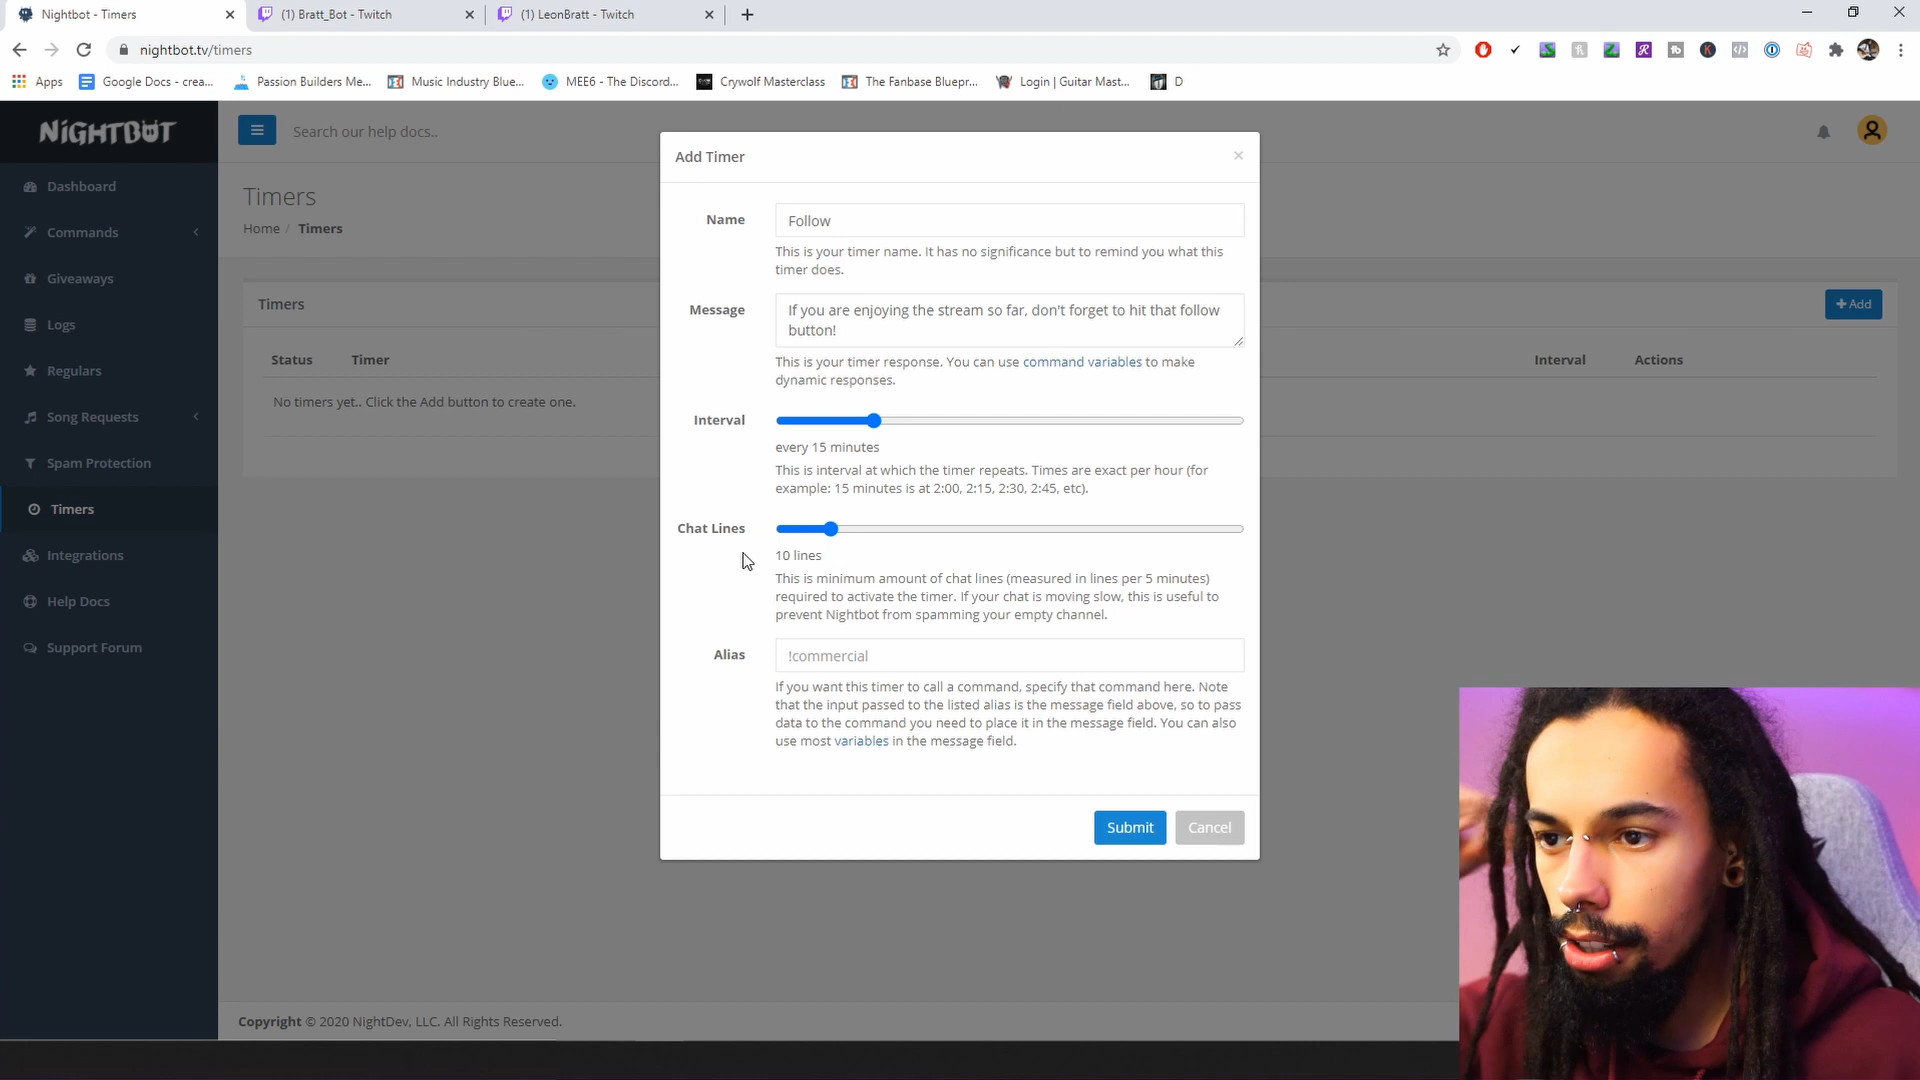 Nightbot - Timers
(1) Bratt_Bot - Twitch
(1) LeonBratt - Twitch
nightbot.tv/timers
Apps
Google Docs - crea...
Passion Builders Me...
Music Industry Blue...
MEE6 - The Discord...
Crywolf Masterclass
The Fanbase Bluepr...
Login | Guitar Mast...
D
NiGHTBOT
Search our help docs..
Dashboard
Commands
Giveaways
Logs
Regulars
Song Requests
Spam Protection
Timers
Integrations
Help Docs
Support Forum
Timers
Home / Timers
Timers
+ Add
Status Timer Interval Actions
No timers yet.. Click the Add button to create one.
Add Timer
×
Name
Follow
This is your timer name. It has no significance but to remind you what this
timer does.
Message
If you are enjoying the stream so far, don't forget to hit that follow
button!
This is your timer response. You can use command variables to make
dynamic responses.
Interval
every 15 minutes
This is interval at which the timer repeats. Times are exact per hour (for
example: 15 minutes is at 2:00, 2:15, 2:30, 2:45, etc).
Chat Lines
10 lines
This is minimum amount of chat lines (measured in lines per 5 minutes)
required to activate the timer. If your chat is moving slow, this is useful to
prevent Nightbot from spamming your empty channel.
Alias
!commercial
If you want this timer to call a command, specify that command here. Note
that the input passed to the listed alias is the message field above, so to pass
data to the command you need to place it in the message field. You can also
use most variables in the message field.
Submit
Cancel
Copyright © 2020 NightDev, LLC. All Rights Reserved.